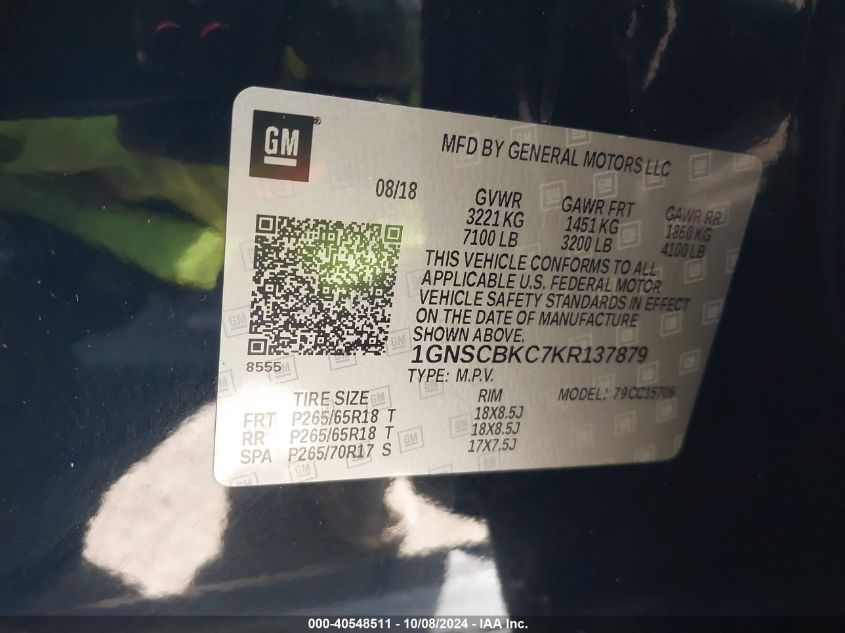 GM®
MFD BY GENERAL MOTORS LLC
08/18
GVWR GAWR FRT GAWR RR
3221 KG 1451 KG 1860 KG
7100 LB 3200 LB 4100 LB
THIS VEHICLE CONFORMS TO ALL
APPLICABLE U.S. FEDERAL MOTOR
VEHICLE SAFETY STANDARDS IN EFFECT
ON THE DATE OF MANUFACTURE
SHOWN ABOVE.
8555
1GNSCBKC7KR137879
TYPE: M.P.V.
TIRE SIZE RIM MODEL: 79CC15706
FRT P265/65R18 T 18X8.5J
RR P265/65R18 T 18X8.5J
SPA P265/70R17 S 17X7.5J
000-40548511 - 10/08/2024 - IAA Inc.